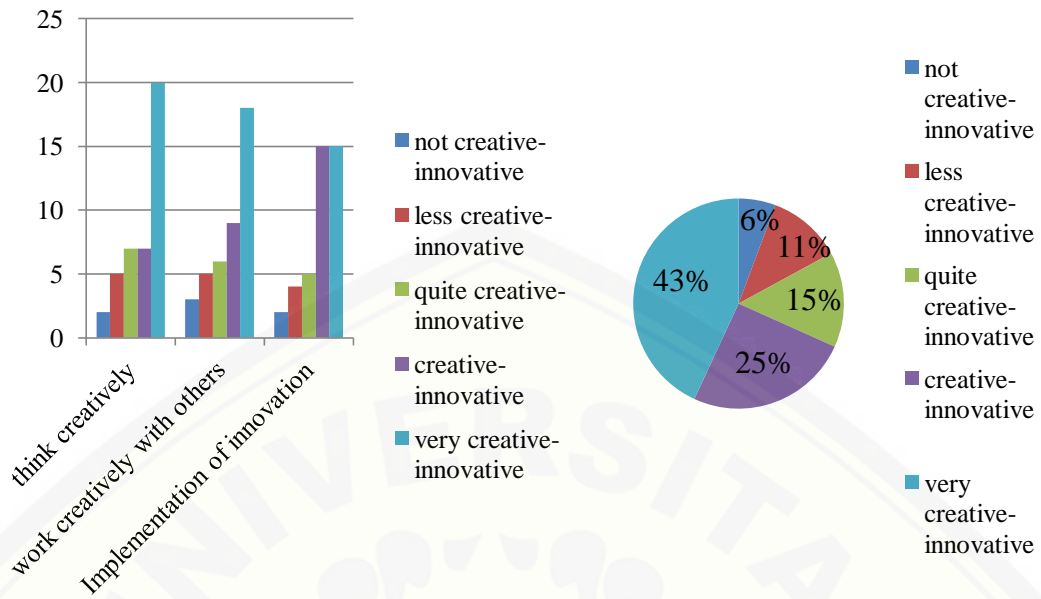 25
20
15
10
5
0
think creatively
work creatively with others
Implementation of innovation
not creative-
innovative
less creative-
innovative
quite creative-
innovative
creative-
innovative
very creative-
innovative
6%
11%
15%
25%
43%
not
creative-
innovative
less
creative-
innovative
quite
creative-
innovative
creative-
innovative
very
creative-
innovative
UNIVERSITA